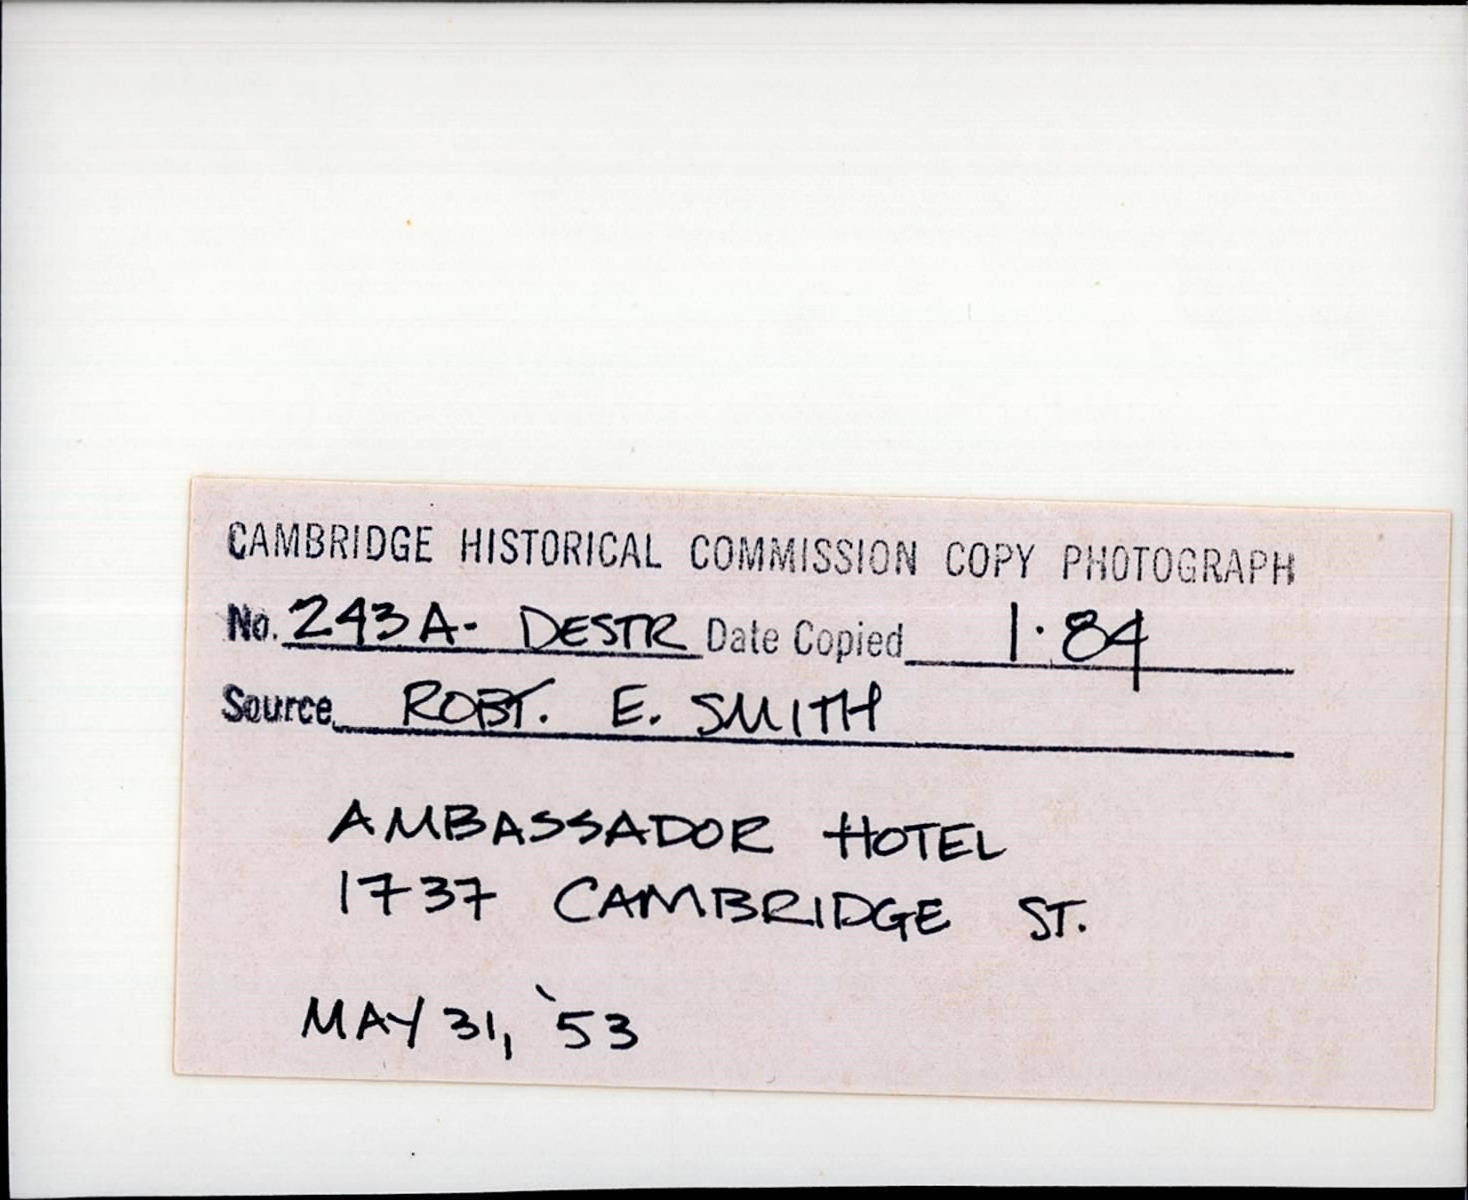 CAMBRIDGE HISTORICAL COMMISSION COPY PHOTOGRAPH
No. 243A- DESTR Date Copied 1·84
Source ROBT. E. SMITH
AMBASSADOR HOTEL
1737 CAMBRIDGE ST.
MAY 31, '53